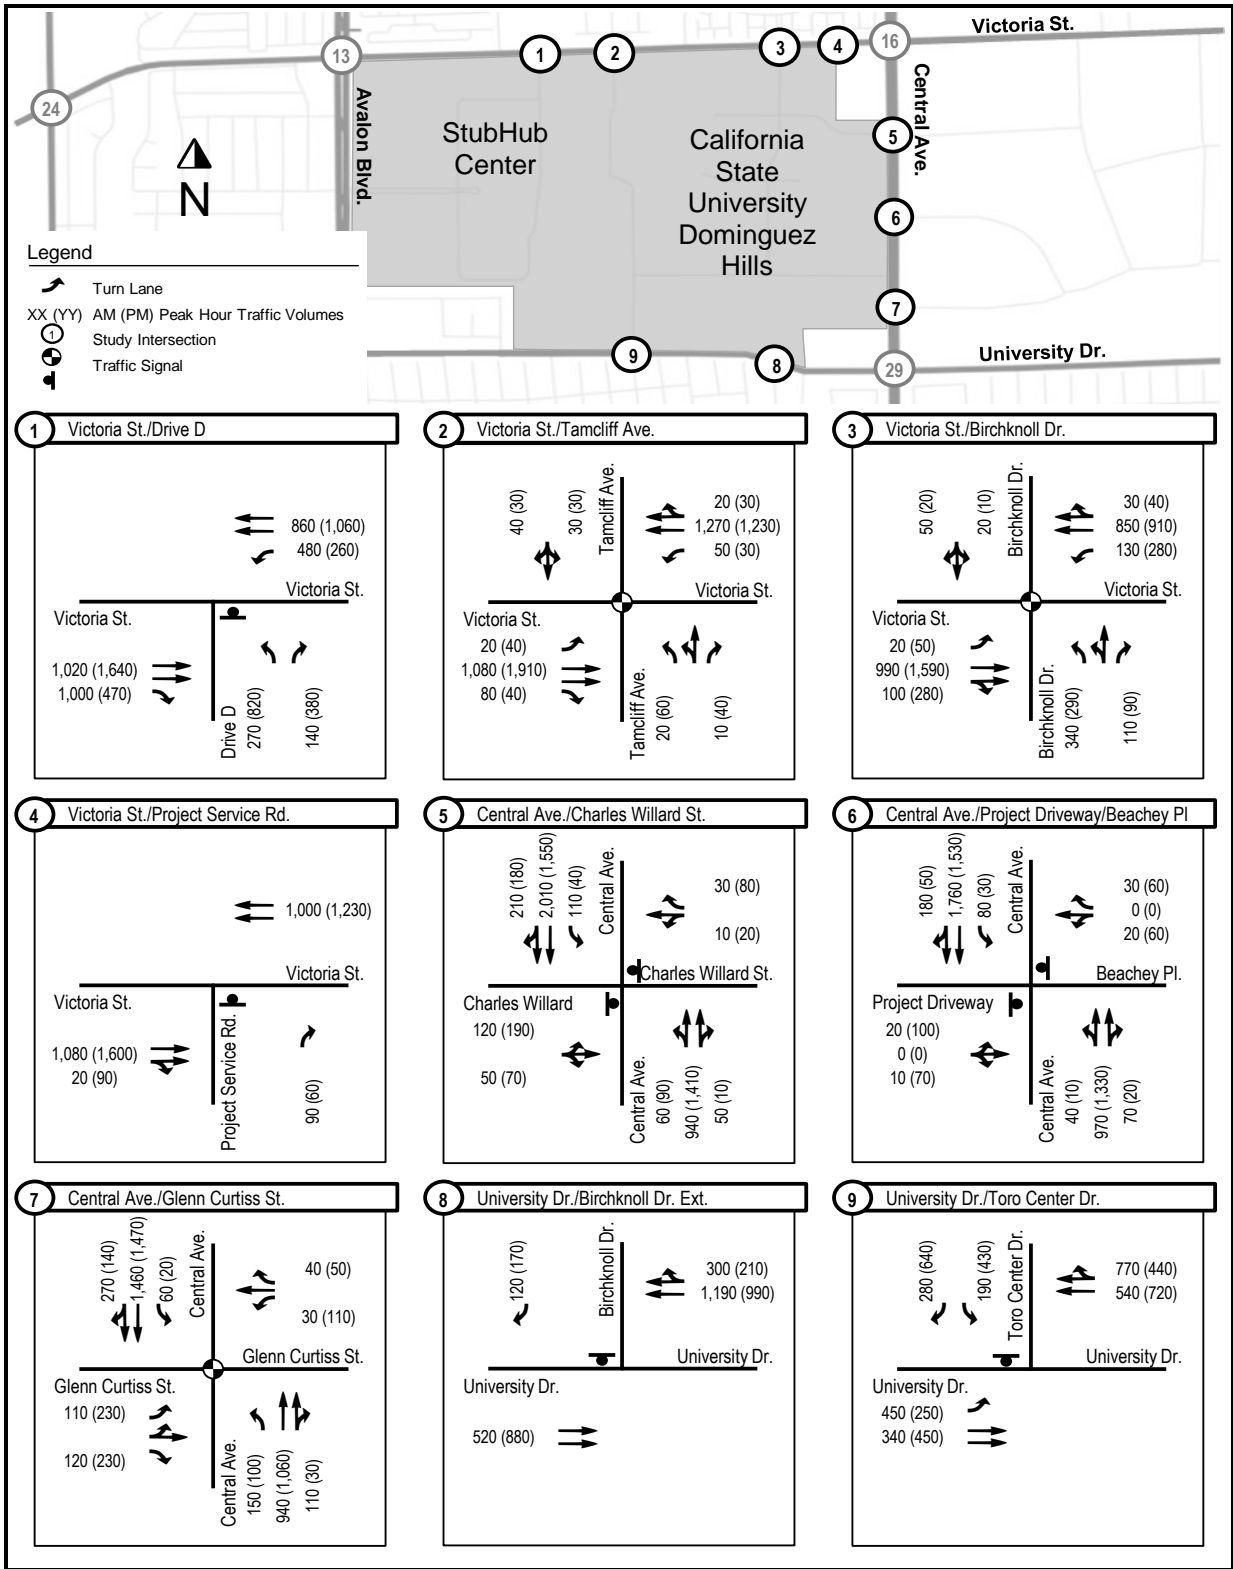 Victoria St.
13
1
2
3
4
16
24
Avalon Blvd.
Central Ave.
StubHub
Center
California
State
University
Dominguez
Hills
5
6
7
N
9
8
29
University Dr.
Legend
Turn Lane
XX (YY) AM (PM) Peak Hour Traffic Volumes
1 Study Intersection
Traffic Signal
1 Victoria St./Drive D
860 (1,060)
480 (260)
Victoria St.
Victoria St.
1,020 (1,640)
1,000 (470)
Drive D
270 (820)
140 (380)
2 Victoria St./Tamcliff Ave.
40 (30)
30 (30)
Tamcliff Ave.
20 (30)
1,270 (1,230)
50 (30)
Victoria St.
Victoria St.
20 (40)
1,080 (1,910)
80 (40)
Tamcliff Ave.
20 (60)
10 (40)
3 Victoria St./Birchknoll Dr.
50 (20)
20 (10)
Birchknoll Dr.
30 (40)
850 (910)
130 (280)
Victoria St.
Victoria St.
20 (50)
990 (1,590)
100 (280)
Birchknoll Dr.
340 (290)
110 (90)
4 Victoria St./Project Service Rd.
1,000 (1,230)
Victoria St.
Victoria St.
1,080 (1,600)
20 (90)
Project Service Rd.
90 (60)
5 Central Ave./Charles Willard St.
210 (180)
2,010 (1,550)
110 (40)
Central Ave.
30 (80)
10 (20)
Charles Willard St.
Charles Willard
120 (190)
50 (70)
Central Ave.
60 (90)
940 (1,410)
50 (10)
6 Central Ave./Project Driveway/Beachey Pl
180 (50)
1,760 (1,530)
80 (30)
Central Ave.
30 (60)
0 (0)
20 (60)
Beachey Pl.
Project Driveway
20 (100)
0 (0)
10 (70)
Central Ave.
40 (10)
970 (1,330)
70 (20)
7 Central Ave./Glenn Curtiss St.
270 (140)
1,460 (1,470)
60 (20)
Central Ave.
40 (50)
30 (110)
Glenn Curtiss St.
Glenn Curtiss St.
110 (230)
120 (230)
Central Ave.
150 (100)
940 (1,060)
110 (30)
8 University Dr./Birchknoll Dr. Ext.
120 (170)
Birchknoll Dr.
300 (210)
1,190 (990)
University Dr.
University Dr.
520 (880)
9 University Dr./Toro Center Dr.
280 (640)
190 (430)
Toro Center Dr.
770 (440)
540 (720)
University Dr.
University Dr.
450 (250)
340 (450)